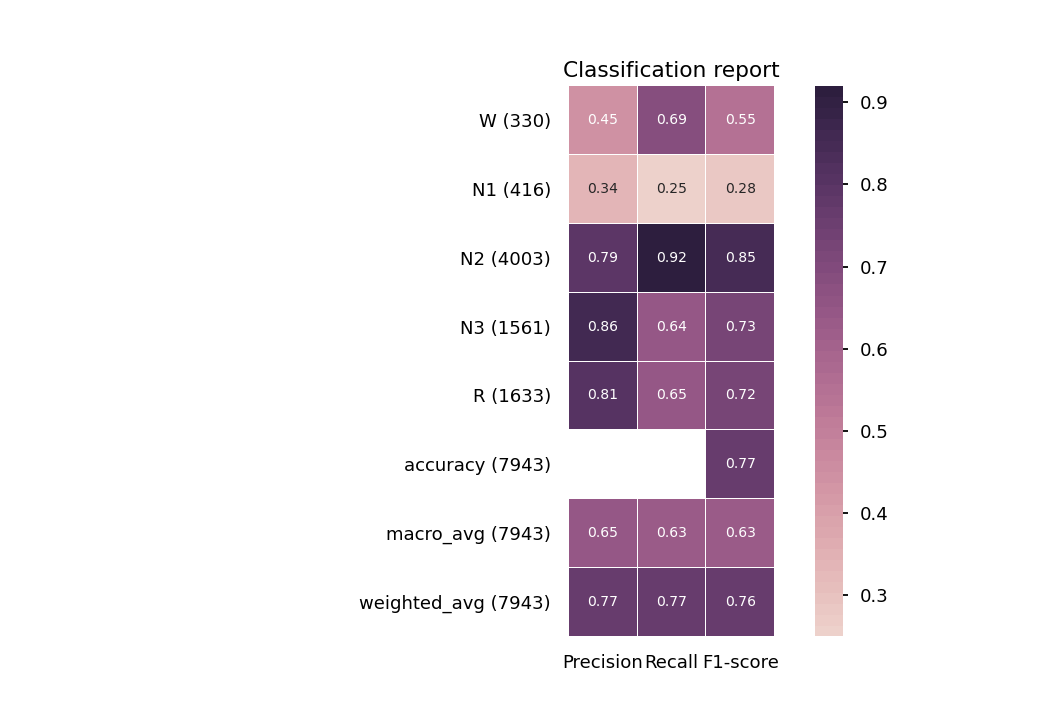 Classification report
W (330) 0.45 0.69 0.55
N1 (416) 0.34 0.25 0.28
N2 (4003) 0.79 0.92 0.85
N3 (1561) 0.86 0.64 0.73
R (1633) 0.81 0.65 0.72
accuracy (7943) 0.77
macro_avg (7943) 0.65 0.63 0.63
weighted_avg (7943) 0.77 0.77 0.76
Precision Recall F1-score
0.9
0.8
0.7
0.6
0.5
0.4
0.3